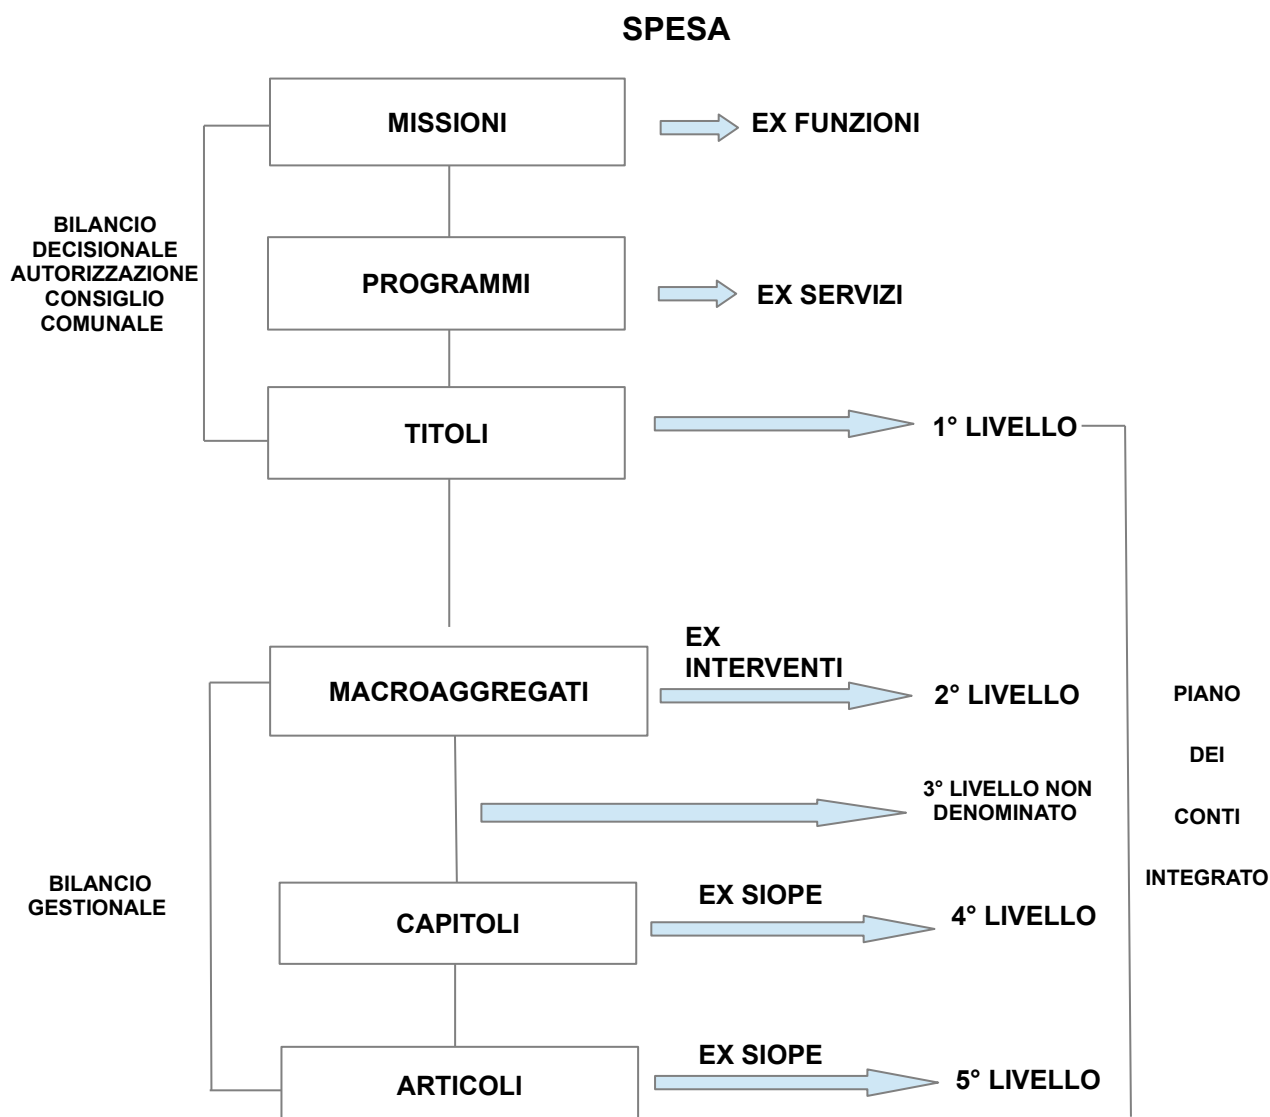 SPESA
MISSIONI
EX FUNZIONI
BILANCIO
DECISIONALE
AUTORIZZAZIONE
CONSIGLIO
COMUNALE
PROGRAMMI
EX SERVIZI
TITOLI
1° LIVELLO
EX
INTERVENTI
MACROAGGREGATI
2° LIVELLO
PIANO
DEI
CONTI
INTEGRATO
3° LIVELLO NON
DENOMINATO
BILANCIO
GESTIONALE
CAPITOLI
EX SIOPE
4° LIVELLO
ARTICOLI
EX SIOPE
5° LIVELLO